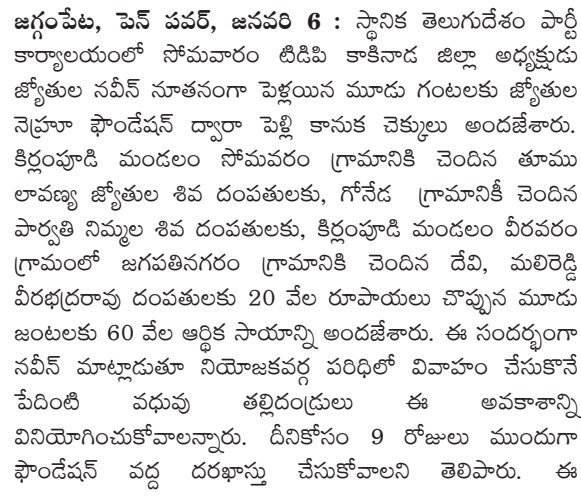 జగ్గంపేట, పెన్ పవర్, జనవరి 6 : స్థానిక తెలుగుదేశం పార్టీ
కార్యాలయంలో సోమవారం టిడిపి కాకినాడ జిల్లా అధ్యక్షుడు
జ్యోతుల నవీన్ నూతనంగా పెళ్లయిన మూడు గంటలకు జ్యోతుల
నెహ్రూ ఫౌండేషన్ ద్వారా పెళ్లి కానుక చెక్కులు అందజేశారు.
కిర్లంపూడి మండలం సోమవరం గ్రామానికి చెందిన తూము
లావణ్య జ్యోతుల శివ దంపతులకు, గోనేడ గ్రామానికీ చెందిన
పార్వతి నిమ్మల శివ దంపతులకు, కిర్లంపూడి మండలం వీరవరం
గ్రామంలో జగపతినగరం గ్రామానికి చెందిన దేవి, మలిరెడ్డి
వీరభద్రరావు దంపతులకు 20 వేల రూపాయలు చొప్పున మూడు
జంటలకు 60 వేల ఆర్థిక సాయాన్ని అందజేశారు. ఈ సందర్భంగా
నవీన్ మాట్లాడుతూ నియోజకవర్గ పరిధిలో వివాహం చేసుకొనే
పేదింటి వధువు తల్లిదండ్రులు ఈ అవకాశాన్ని
వినియోగించుకోవాలన్నారు. దీనికోసం 9 రోజులు ముందుగా
ఫౌండేషన్ వద్ద దరఖాస్తు చేసుకోవాలని తెలిపారు. ఈ